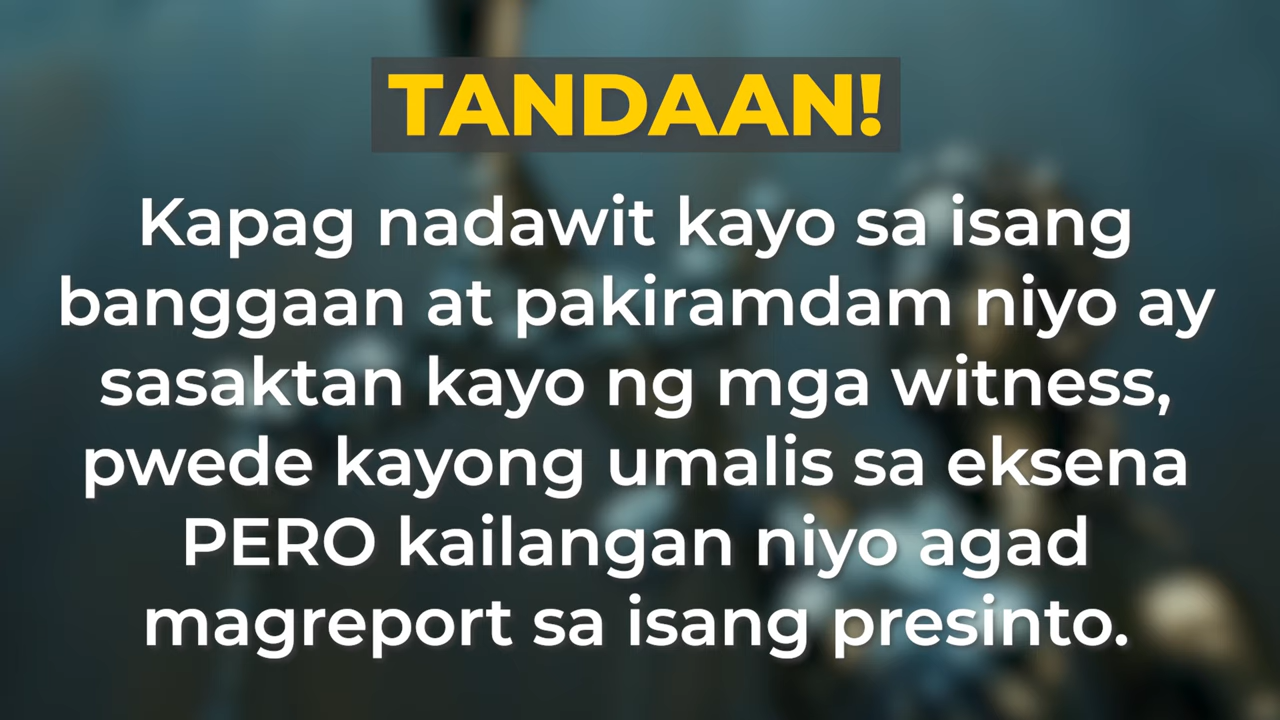 TANDAAN!
Kapag nadawit kayo sa isang
banggaan at pakiramdam niyo ay
sasaktan kayo ng mga witness,
pwede kayong umalis sa eksena
PERO kailangan niyo agad
magreport sa isang presinto.